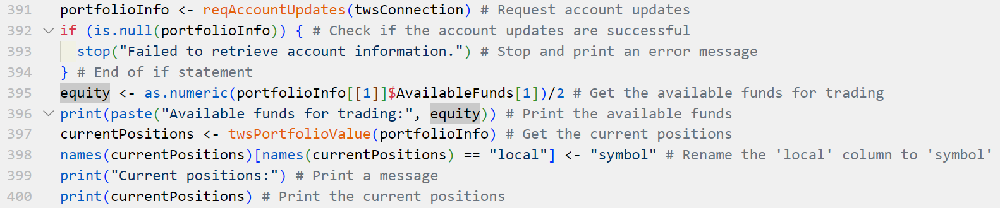 391 portfolioInfo <- reqAccountUpdates(twsConnection) # Request account updates
392 if (is.null(portfolioInfo)) { # Check if the account updates are successful
393 stop("Failed to retrieve account information.") # Stop and print an error message
394 } # End of if statement
395 equity <- as.numeric(portfolioInfo[[1]]$AvailableFunds[1])/2 # Get the available funds for trading
396 print(paste("Available funds for trading:", equity)) # Print the available funds
397 currentPositions <- twsPortfolioValue(portfolioInfo) # Get the current positions
398 names(currentPositions)[names(currentPositions) == "local"] <- "symbol" # Rename the 'local' column to 'symbol'
399 print("Current positions:") # Print a message
400 print(currentPositions) # Print the current positions